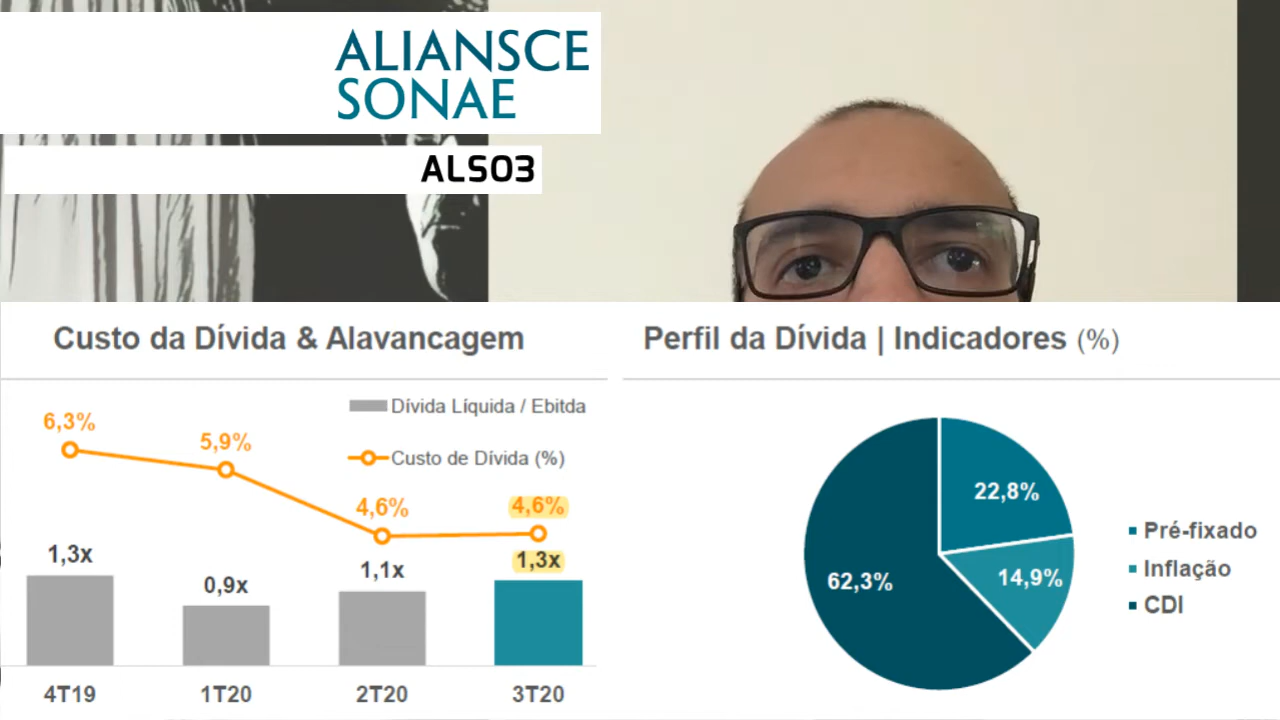 ALIANSCE
SONAE
ALSO3
Custo da Dívida & Alavancagem
Dívida Líquida / Ebitda
Custo de Dívida (%)
6,3%
5,9%
4,6%
4,6%
1,3x
0,9x
1,1x
1,3x
4T19
1T20
2T20
3T20
Perfil da Dívida | Indicadores (%)
22,8%
14,9%
62,3%
Pré-fixado
Inflação
CDI